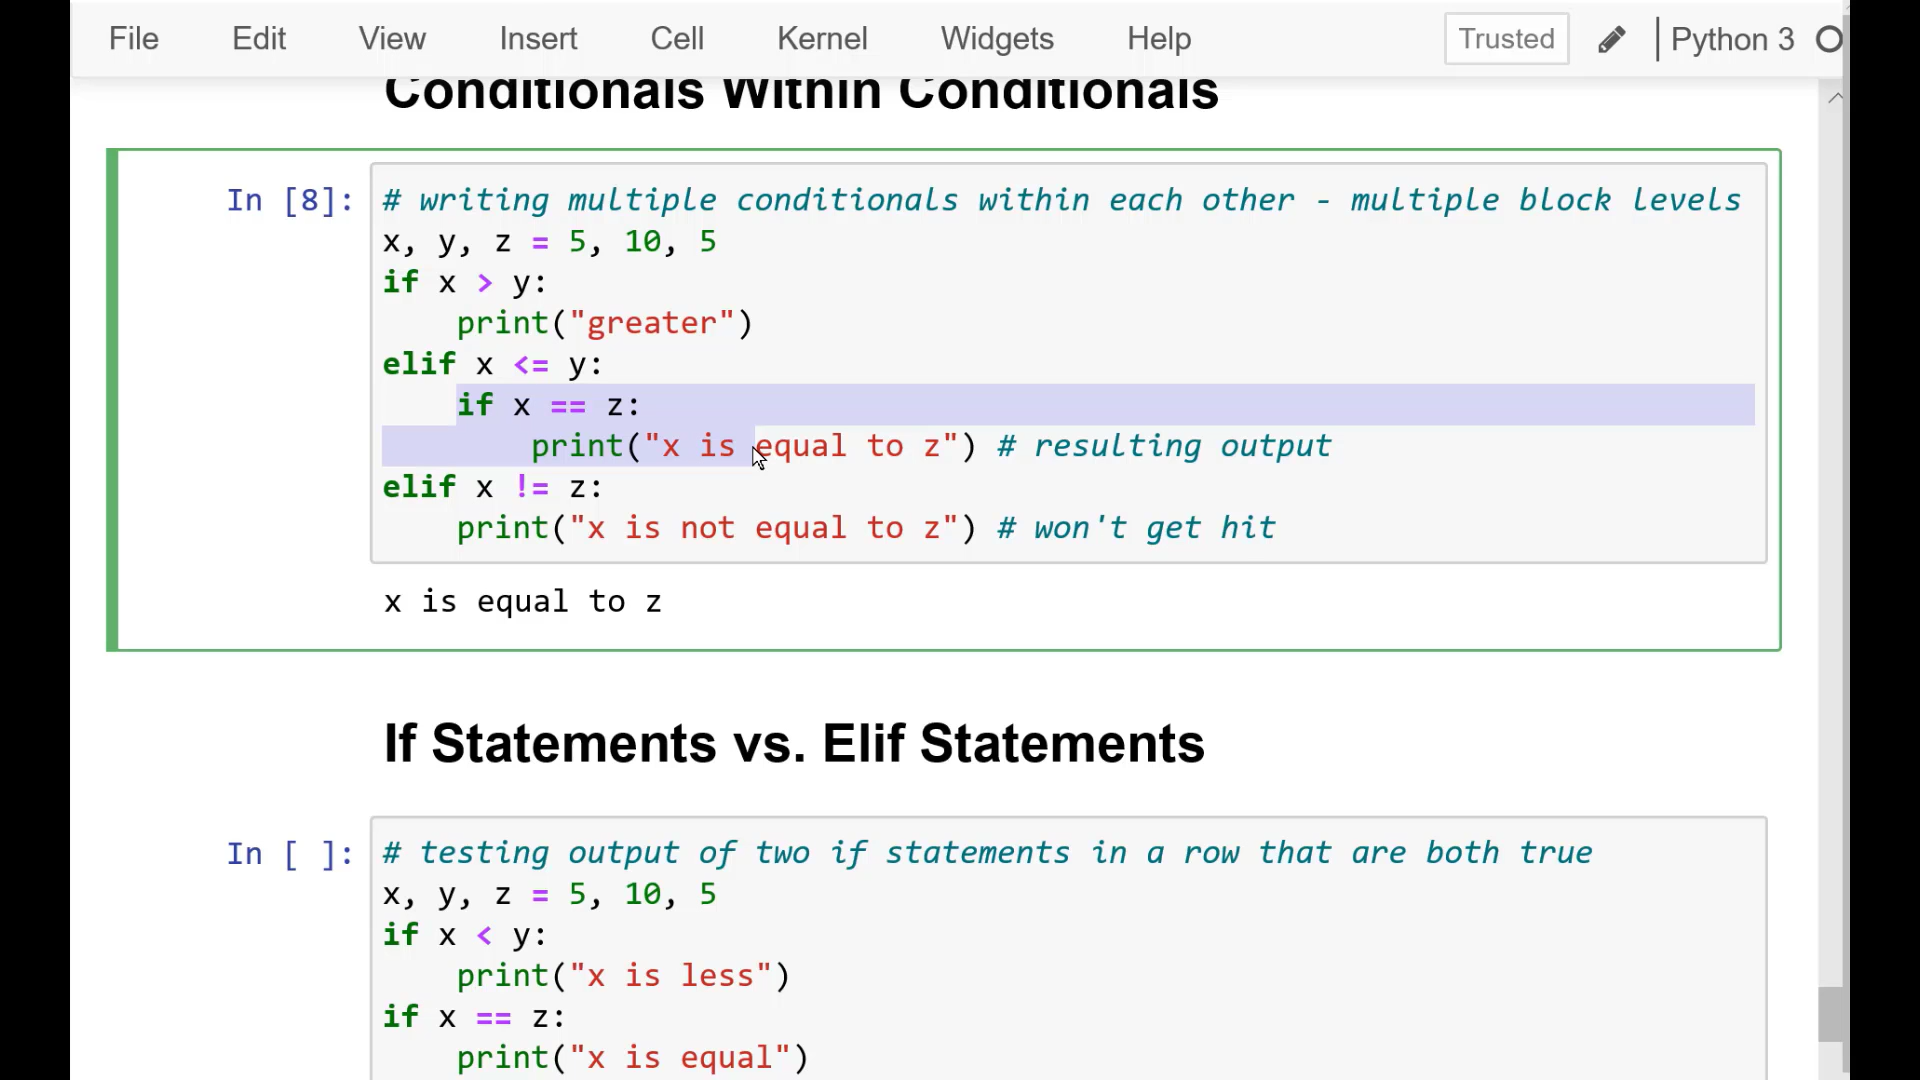 File Edit View Insert Cell Kernel Widgets Help Trusted Python 3
Conditionals Within Conditionals
In [8]: # writing multiple conditionals within each other - multiple block levels
x, y, z = 5, 10, 5
if x > y:
    print("greater")
elif x <= y:
    if x == z:
        print("x is equal to z") # resulting output
elif x != z:
    print("x is not equal to z") # won't get hit
x is equal to z
If Statements vs. Elif Statements
In [ ]: # testing output of two if statements in a row that are both true
x, y, z = 5, 10, 5
if x < y:
    print("x is less")
if x == z:
    print("x is equal")